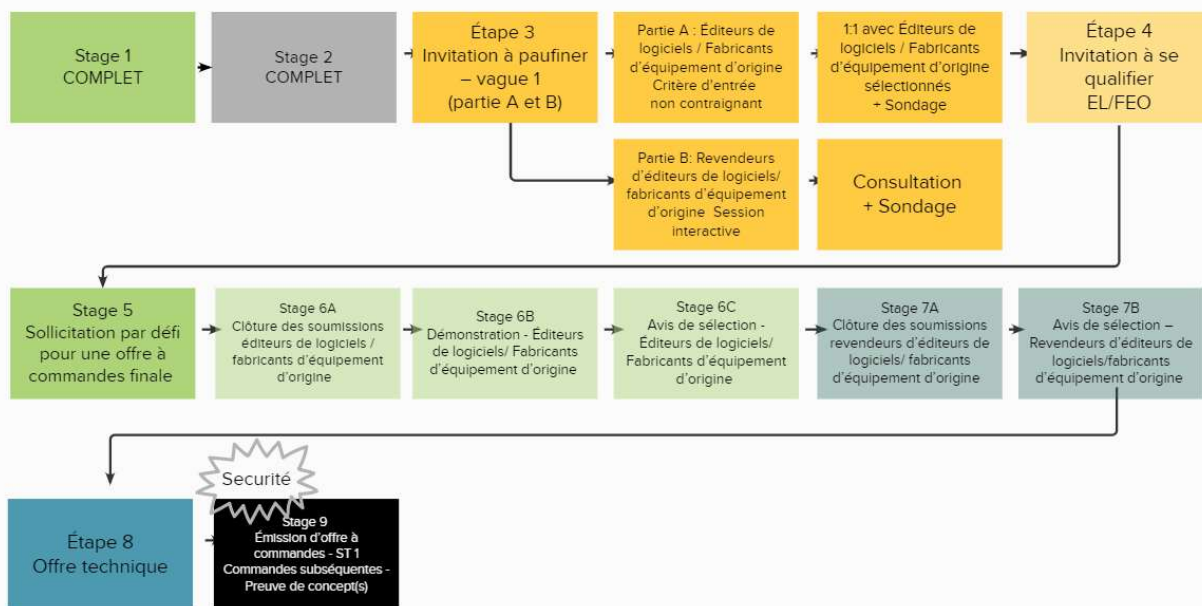 Stage 1
COMPLET
Stage 2
COMPLET
Étape 3
Invitation à paufiner
– vague 1
(partie A et B)
Partie A : Éditeurs de
logiciels / Fabricants
d'équipement d'origine
Critère d'entrée
non contraignant
1:1 avec Éditeurs de
logiciels / Fabricants
d'équipement d'origine
sélectionnés
+ Sondage
Étape 4
Invitation à se
qualifier
EL/FEO
Partie B: Revendeurs
d'éditeurs de logiciels/
fabricants d'équipement
d'origine Session
interactive
Consultation
+ Sondage
Stage 5
Sollicitation par défi
pour une offre à
commandes finale
Stage 6A
Clôture des soumissions
éditeurs de logiciels /
fabricants d'équipement
d'origine
Stage 6B
Démonstration - Éditeurs
de logiciels/ Fabricants
d'équipement d'origine
Stage 6C
Avis de sélection -
Éditeurs de logiciels/
Fabricants d'équipement
d'origine
Stage 7A
Clôture des soumissions
revendeurs d'éditeurs de
logiciels/ fabricants
d'équipement d'origine
Stage 7B
Avis de sélection –
Revendeurs d'éditeurs de
logiciels/fabricants
d'équipement d'origine
Étape 8
Offre technique
Securité
Stage 9
Émission d'offre à
commandes - ST 1
Commandes subséquentes -
Preuve de concept(s)